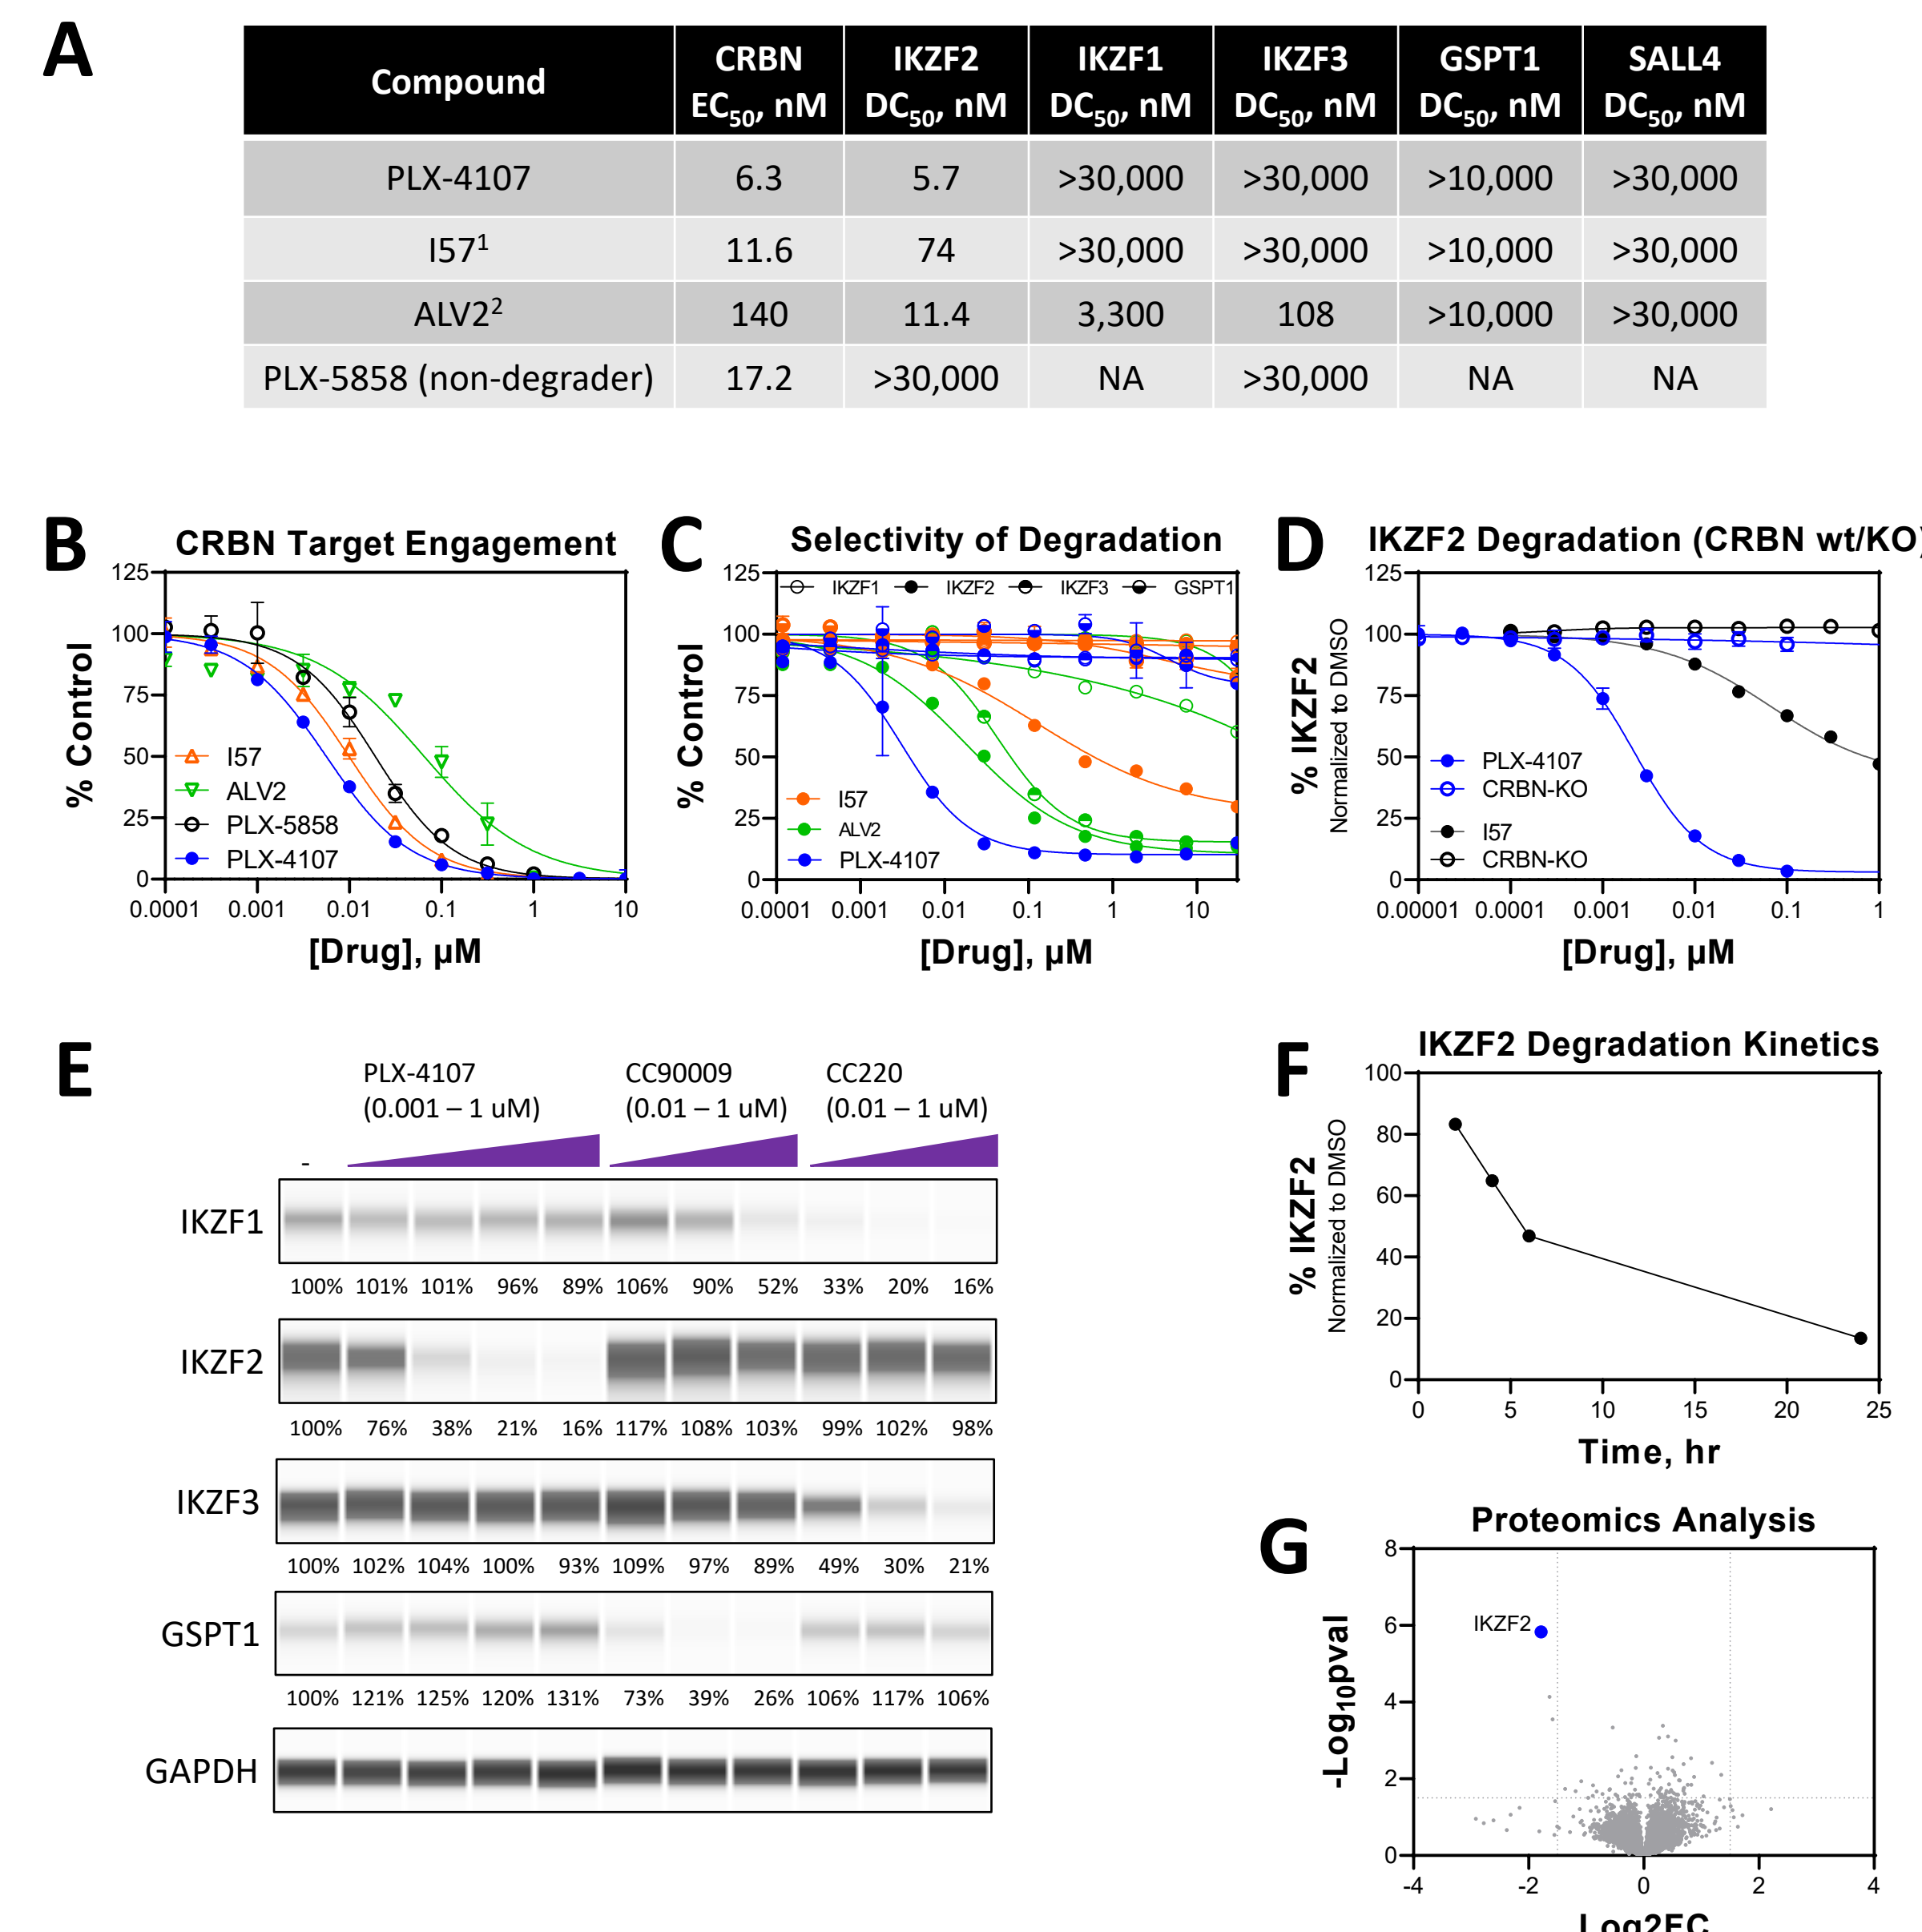 A
Compound
CRBN EC50, nM
IKZF2 DC50, nM
IKZF1 DC50, nM
IKZF3 DC50, nM
GSPT1 DC50, nM
SALL4 DC50, nM
PLX-4107 6.3 5.7 >30,000 >30,000 >10,000 >30,000
I57¹ 11.6 74 >30,000 >30,000 >10,000 >30,000
ALV2² 140 11.4 3,300 108 >10,000 >30,000
PLX-5858 (non-degrader) 17.2 >30,000 NA >30,000 NA NA
B
CRBN Target Engagement
% Control
125
100
75
50
25
0
I57
ALV2
PLX-5858
PLX-4107
0.0001 0.001 0.01 0.1 1 10
[Drug], µM
C
Selectivity of Degradation
% Control
125
100
75
50
25
0
IKZF1 IKZF2 IKZF3 GSPT1
I57
ALV2
PLX-4107
0.0001 0.001 0.01 0.1 1 10
[Drug], µM
D
IKZF2 Degradation (CRBN wt/KO)
% IKZF2
Normalized to DMSO
125
100
75
50
25
0
PLX-4107
CRBN-KO
I57
CRBN-KO
0.00001 0.0001 0.001 0.01 0.1 1
[Drug], µM
E
PLX-4107
(0.001 – 1 uM)
CC90009
(0.01 – 1 uM)
CC220
(0.01 – 1 uM)
-
IKZF1
100% 101% 101% 96% 89% 106% 90% 52% 33% 20% 16%
IKZF2
100% 76% 38% 21% 16% 117% 108% 103% 99% 102% 98%
IKZF3
100% 102% 104% 100% 93% 109% 97% 89% 49% 30% 21%
GSPT1
100% 121% 125% 120% 131% 73% 39% 26% 106% 117% 106%
GAPDH
F
IKZF2 Degradation Kinetics
% IKZF2
Normalized to DMSO
100
80
60
40
20
0
0 5 10 15 20 25
Time, hr
G
Proteomics Analysis
-Log10pval
8
6
4
2
0
IKZF2
-4 -2 0 2 4
Log2FC